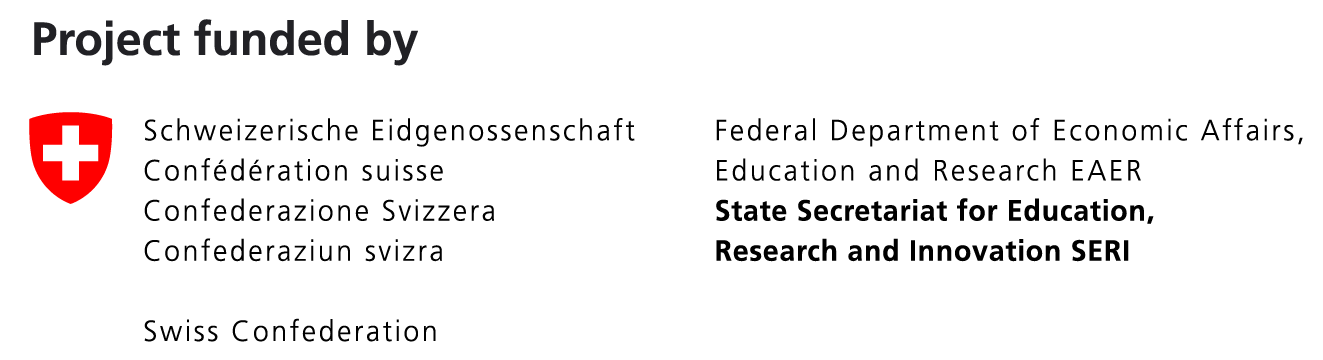 Project funded by
Schweizerische Eidgenossenschaft
Confédération suisse
Confederazione Svizzera
Confederaziun svizra
Swiss Confederation
Federal Department of Economic Affairs,
Education and Research EAER
State Secretariat for Education,
Research and Innovation SERI